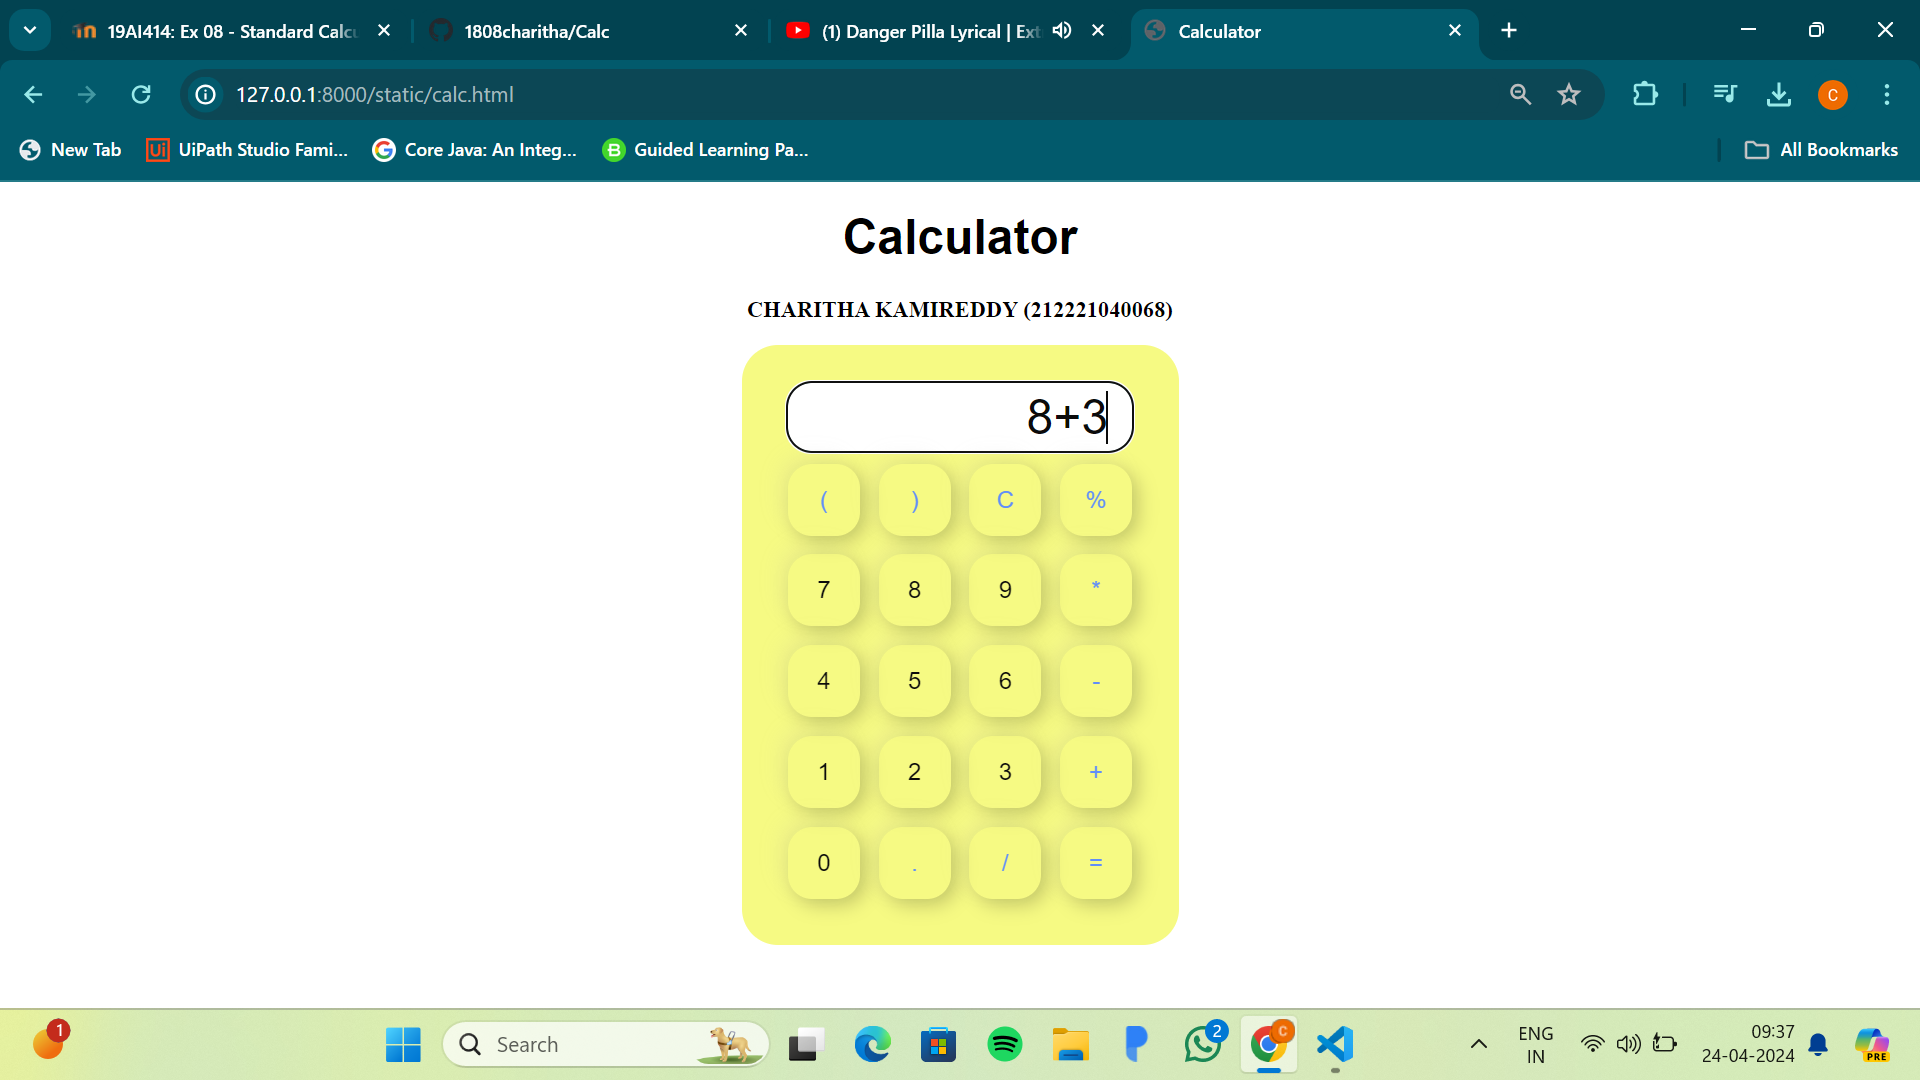 19AI414: Ex 08 - Standard Calcu
1808charitha/Calc
(1) Danger Pilla Lyrical | Ext
Calculator
127.0.0.1:8000/static/calc.html
C
New Tab
Ui
UiPath Studio Fami...
Core Java: An Integ...
B
Guided Learning Pa...
All Bookmarks
Calculator
CHARITHA KAMIREDDY (212221040068)
8+3
( ) C %
7 8 9 *
4 5 6 -
1 2 3 +
0 . / =
1
Search
2
C
ENG
IN
09:37
24-04-2024
PRE